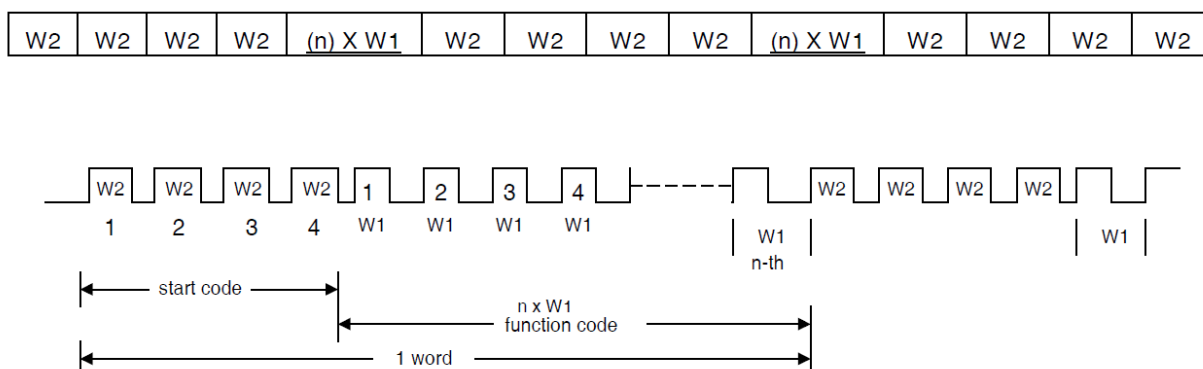 W2 W2 W2 W2 (n) X W1 W2 W2 W2 W2 (n) X W1 W2 W2 W2 W2
W2 W2 W2 W2 1 2 3 4 W2 W2 W2 W2
1 2 3 4 W1 W1 W1 W1 W1 W1
n-th
start code
n x W1
function code
1 word